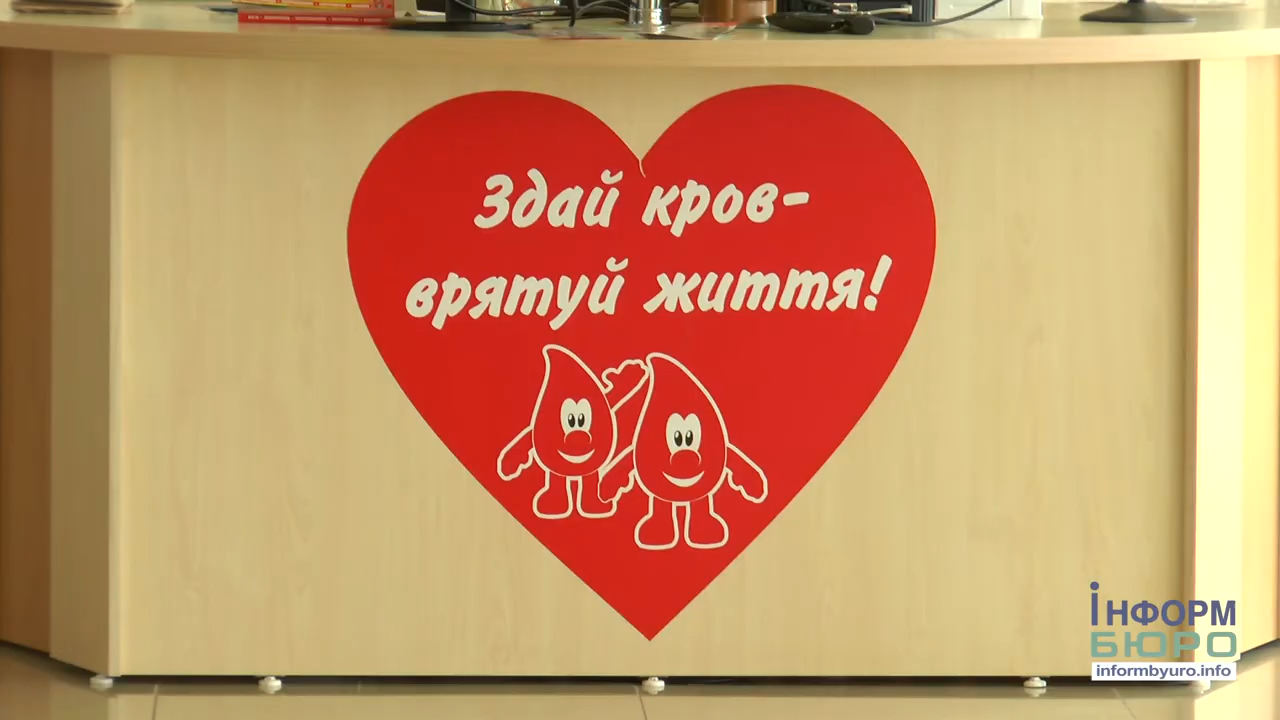 Здай кров-
врятуй життя!
ІНФОРМ
БЮРО
informbyuro.info